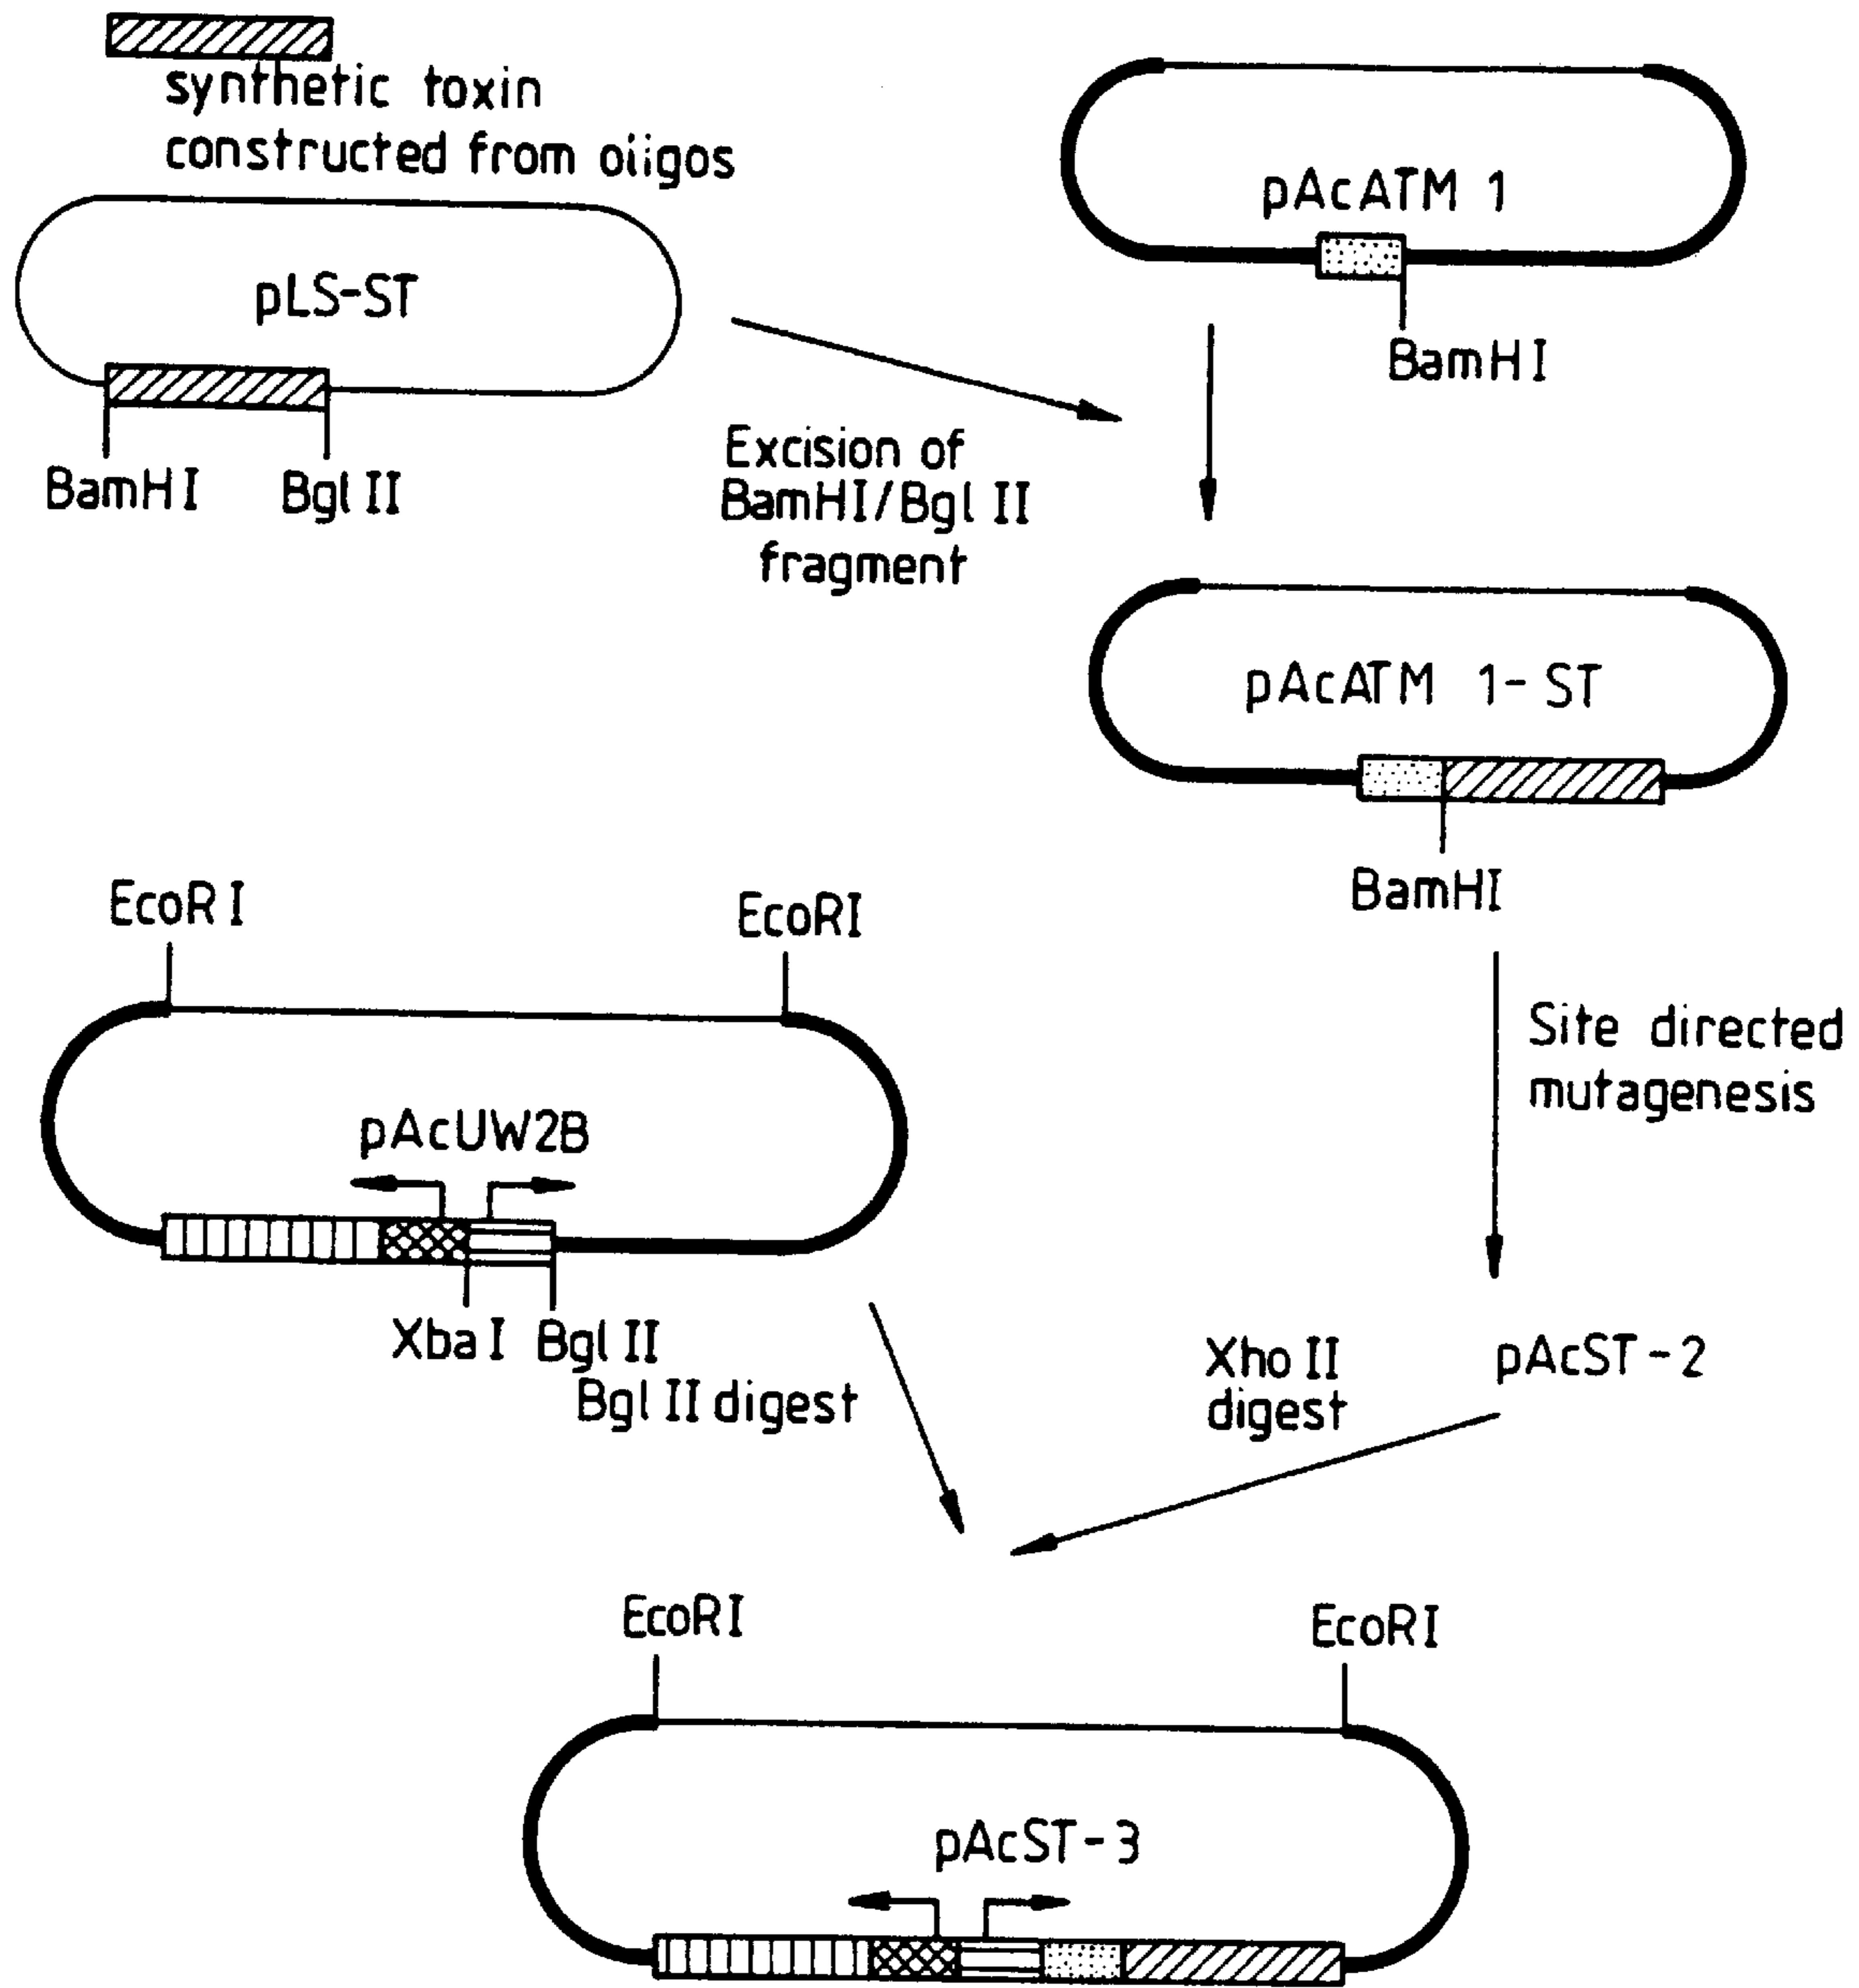 synthetic toxin
constructed from oligos
pLS-ST
BamHI
Bgl II
pAcATM 1
BamHI
Excision of
BamHI/Bgl II
fragment
pAcATM 1-ST
BamHI
EcoRI
EcoRI
pAcUW2B
XbaI
Bgl II
Bgl II digest
Site directed
mutagenesis
Xho II
digest
pAcST-2
EcoRI
EcoRI
pAcST-3